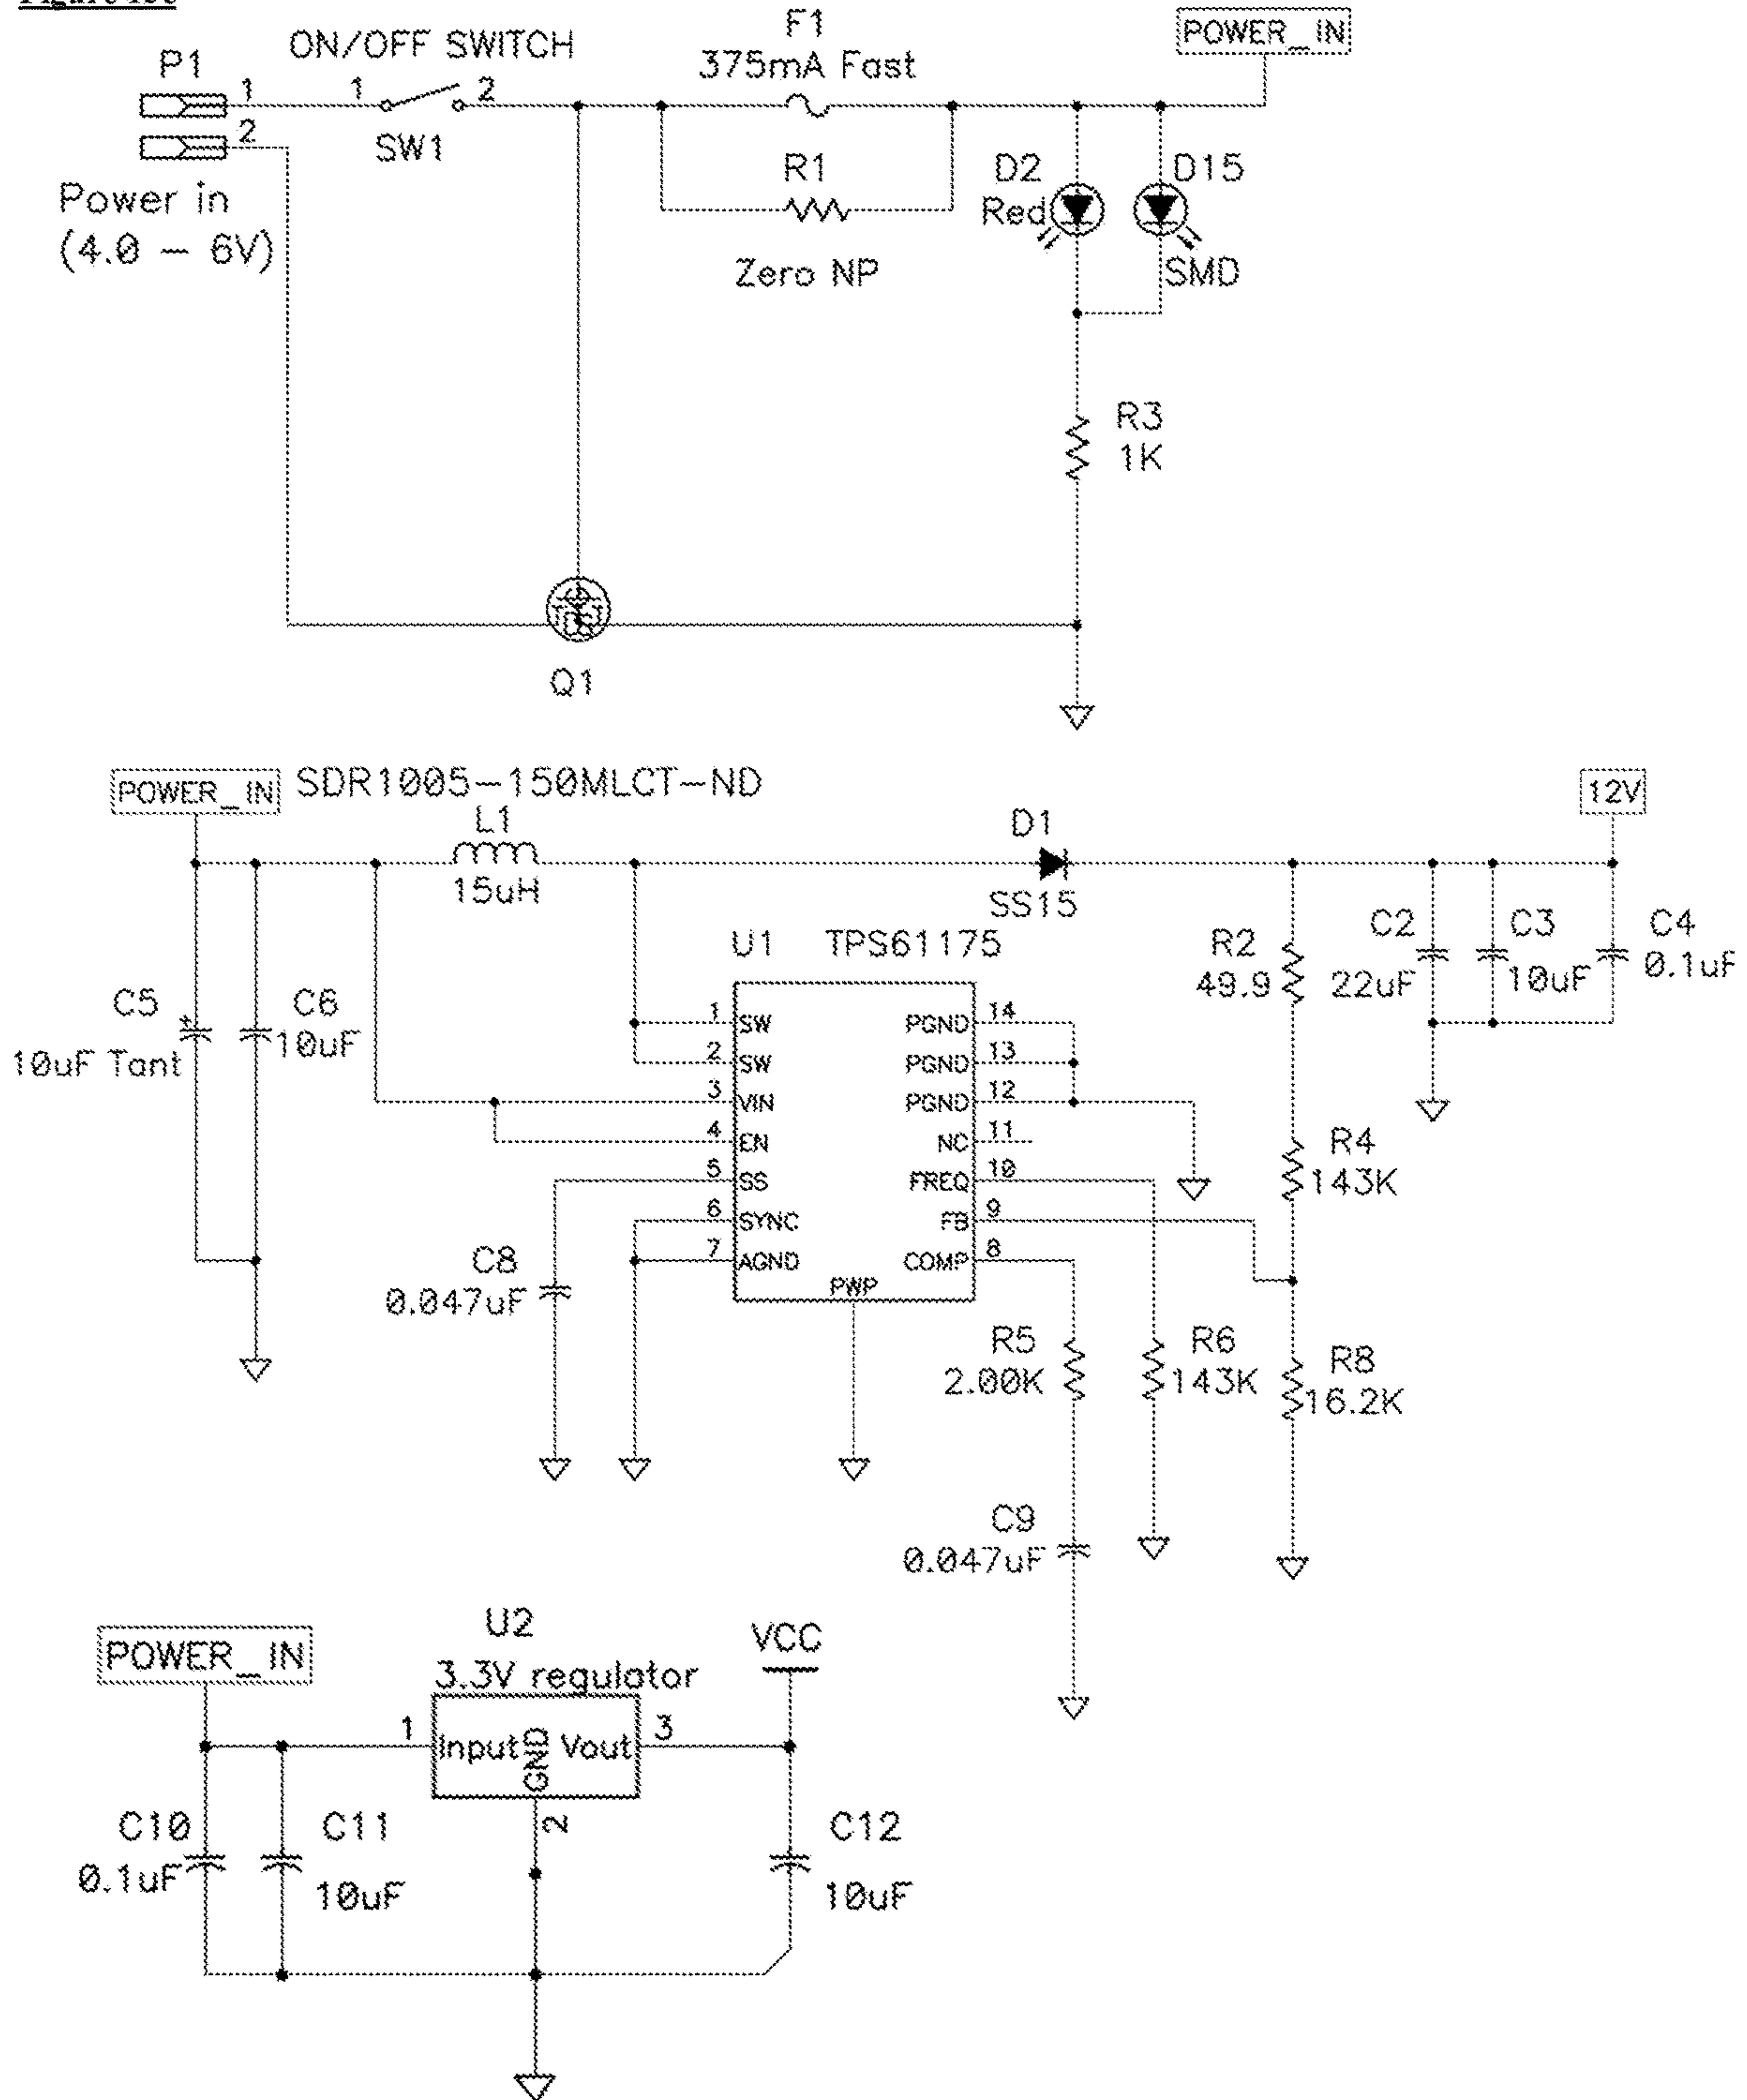 ON/OFF SWITCH
F1
375mA Fast
POWER_IN
P1
1
1
2
2
SW1
R1
D2
Red
D15
Power in
(4.0 - 6V)
Zero NP
SMD
R3
1K
Q1
POWER_IN
SDR1005-150MLCT-ND
12V
L1
15uH
D1
SS15
U1 TPS61175
C5
10uF Tant
C6
10uF
R2
49.9
C2
22uF
C3
10uF
C4
0.1uF
1 SW PGND 14
2 SW PGND 13
3 VIN PGND 12
4 EN NC 11
5 SS FREQ 10
6 SYNC FB 9
7 AGND COMP 8
PWP
R4
143K
C8
0.047uF
R5
2.00K
R6
143K
R8
16.2K
C9
0.047uF
POWER_IN
U2
3.3V regulator
VCC
1
Input GND Vout
3
2
C10
0.1uF
C11
10uF
C12
10uF